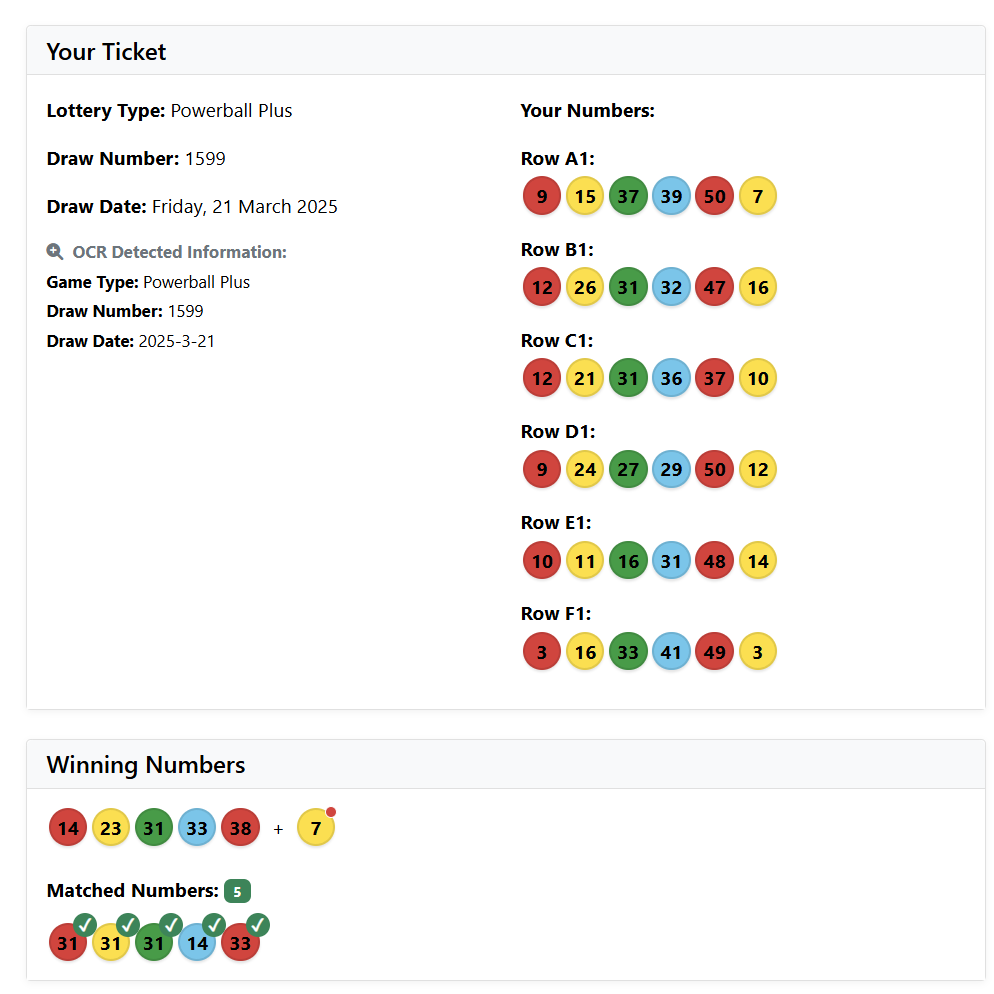 Your Ticket
Lottery Type: Powerball Plus
Draw Number: 1599
Draw Date: Friday, 21 March 2025
OCR Detected Information:
Game Type: Powerball Plus
Draw Number: 1599
Draw Date: 2025-3-21
Your Numbers:
Row A1:
9 15 37 39 50 7
Row B1:
12 26 31 32 47 16
Row C1:
12 21 31 36 37 10
Row D1:
9 24 27 29 50 12
Row E1:
10 11 16 31 48 14
Row F1:
3 16 33 41 49 3
Winning Numbers
14 23 31 33 38 + 7
Matched Numbers: 5
31 31 31 14 33